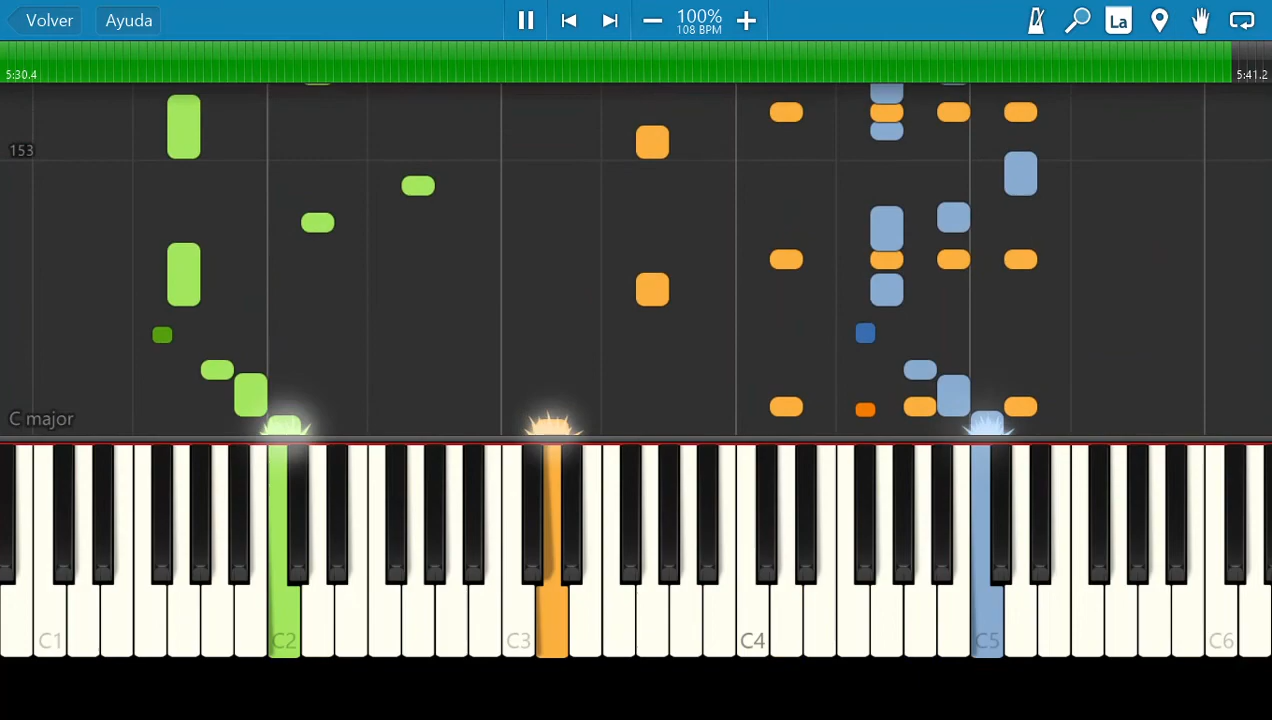 Volver
Ayuda
100%
108 BPM
La
5:30.4
5:41.2
153
C major
C1
C2
C3
C4
C5
C6